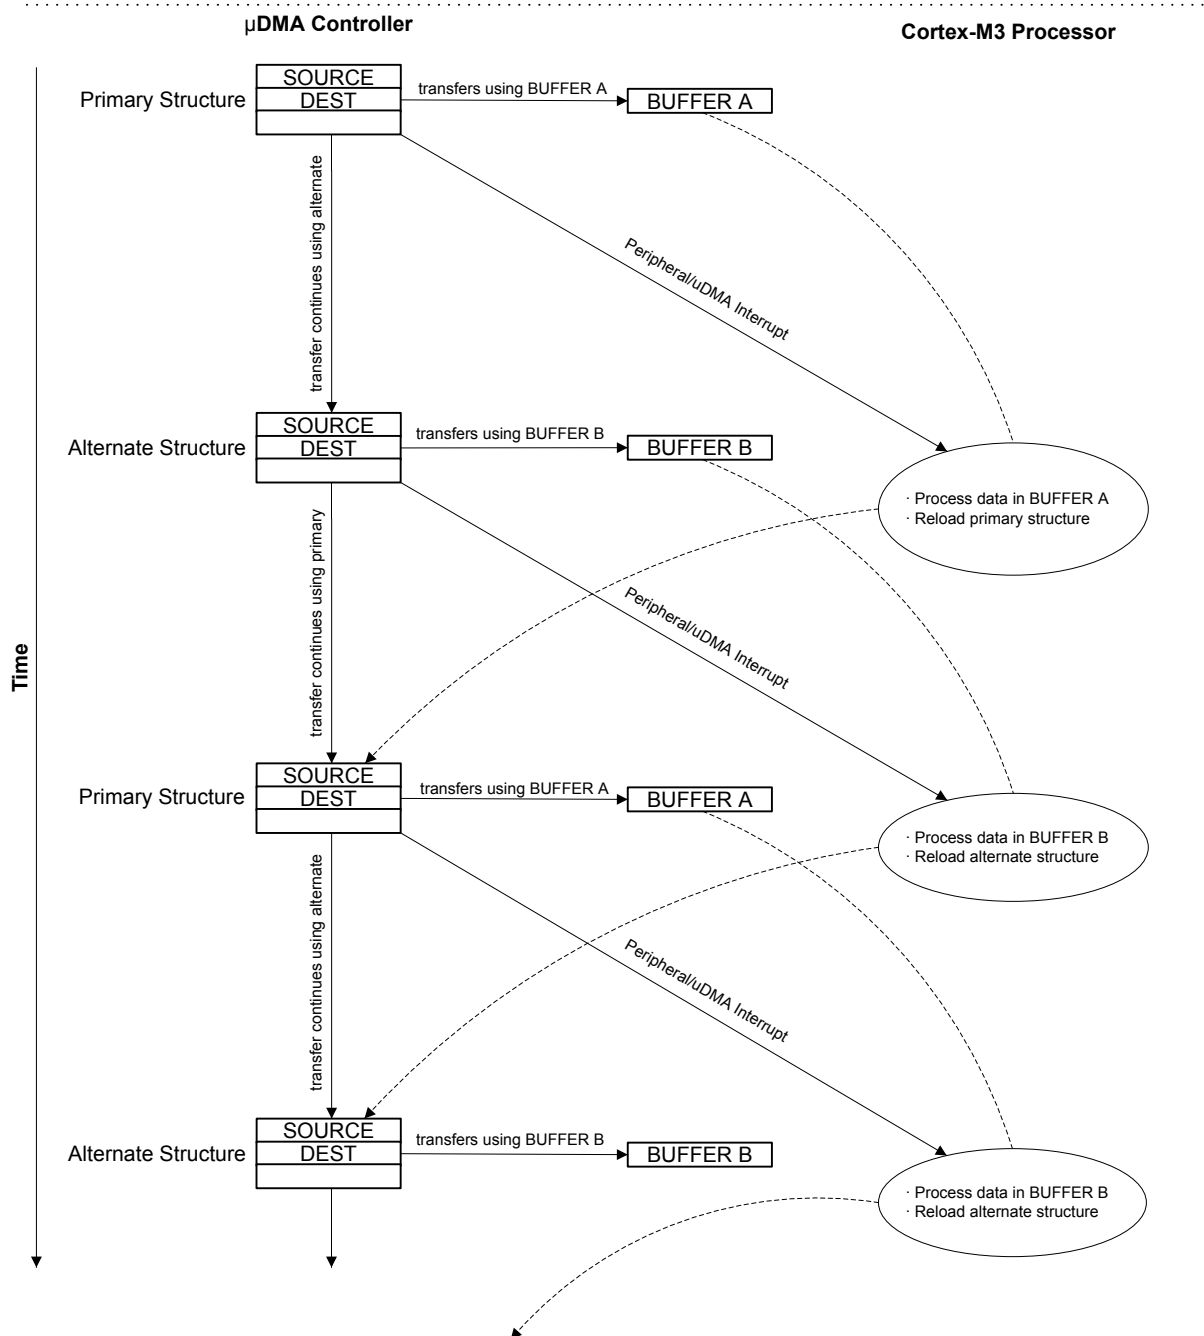 µDMA Controller
Cortex-M3 Processor
SOURCE
Primary Structure
DEST
transfers using BUFFER A
BUFFER A
transfer continues using alternate
Peripheral/uDMA Interrupt
SOURCE
Alternate Structure
DEST
transfers using BUFFER B
BUFFER B
· Process data in BUFFER A
· Reload primary structure
transfer continues using primary
Peripheral/uDMA Interrupt
Time
SOURCE
Primary Structure
DEST
transfers using BUFFER A
BUFFER A
· Process data in BUFFER B
· Reload alternate structure
transfer continues using alternate
Peripheral/uDMA Interrupt
SOURCE
Alternate Structure
DEST
transfers using BUFFER B
BUFFER B
· Process data in BUFFER B
· Reload alternate structure